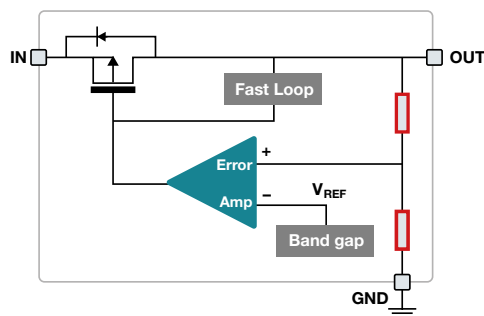 IN
OUT
Fast Loop
Error
+
Amp
−
V_REF
Band gap
GND